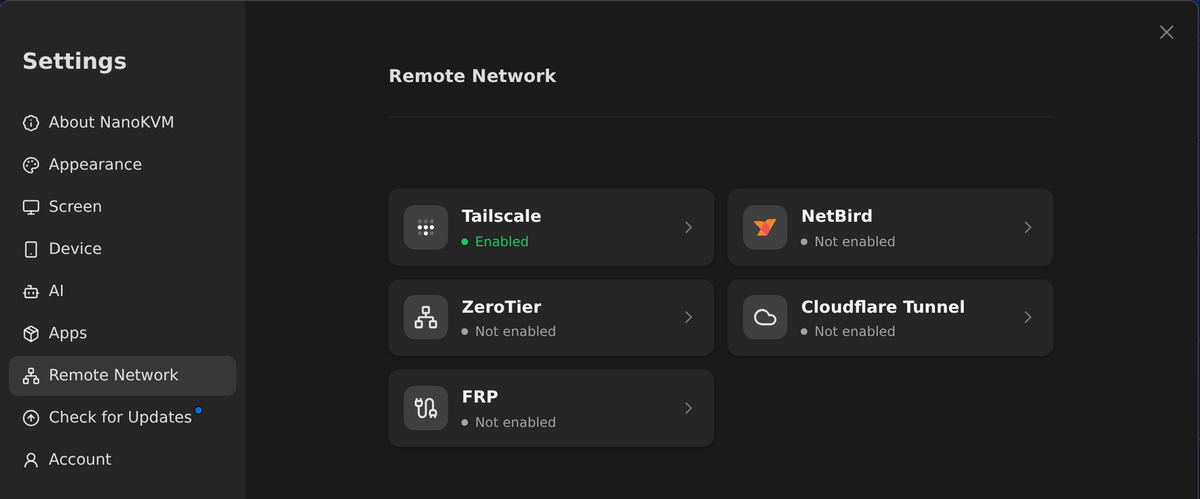 Settings
About NanoKVM
Appearance
Screen
Device
AI
Apps
Remote Network
Check for Updates
Account
Remote Network
Tailscale
Enabled
NetBird
Not enabled
ZeroTier
Not enabled
Cloudflare Tunnel
Not enabled
FRP
Not enabled